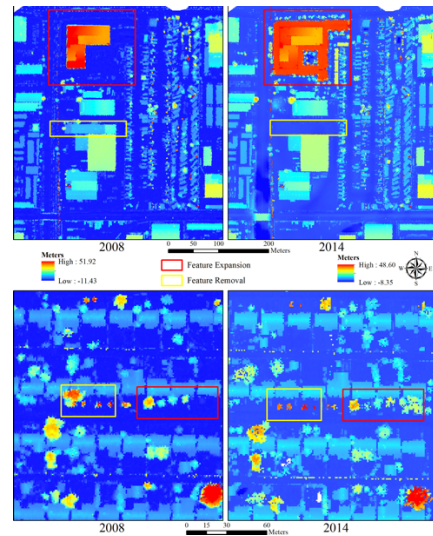 2008
2014
0 50 100 200
Meters
Meters
High : 51.92
Low : -11.43
Feature Expansion
Feature Removal
Meters
High : 48.60
Low : -8.35
N
W E
S
2008
2014
0 15 30 60
Meters